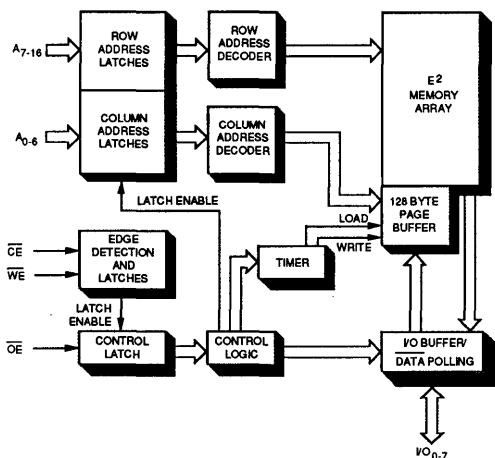 A7-16
ROW
ADDRESS
LATCHES
ROW
ADDRESS
DECODER
E2
MEMORY
ARRAY
A0-6
COLUMN
ADDRESS
LATCHES
COLUMN
ADDRESS
DECODER
LATCH ENABLE
128 BYTE
PAGE
BUFFER
LOAD
WRITE
TIMER
CE
WE
EDGE
DETECTION
AND
LATCHES
LATCH
ENABLE
OE
CONTROL
LATCH
CONTROL
LOGIC
I/O BUFFER/
DATA POLLING
I/O0-7